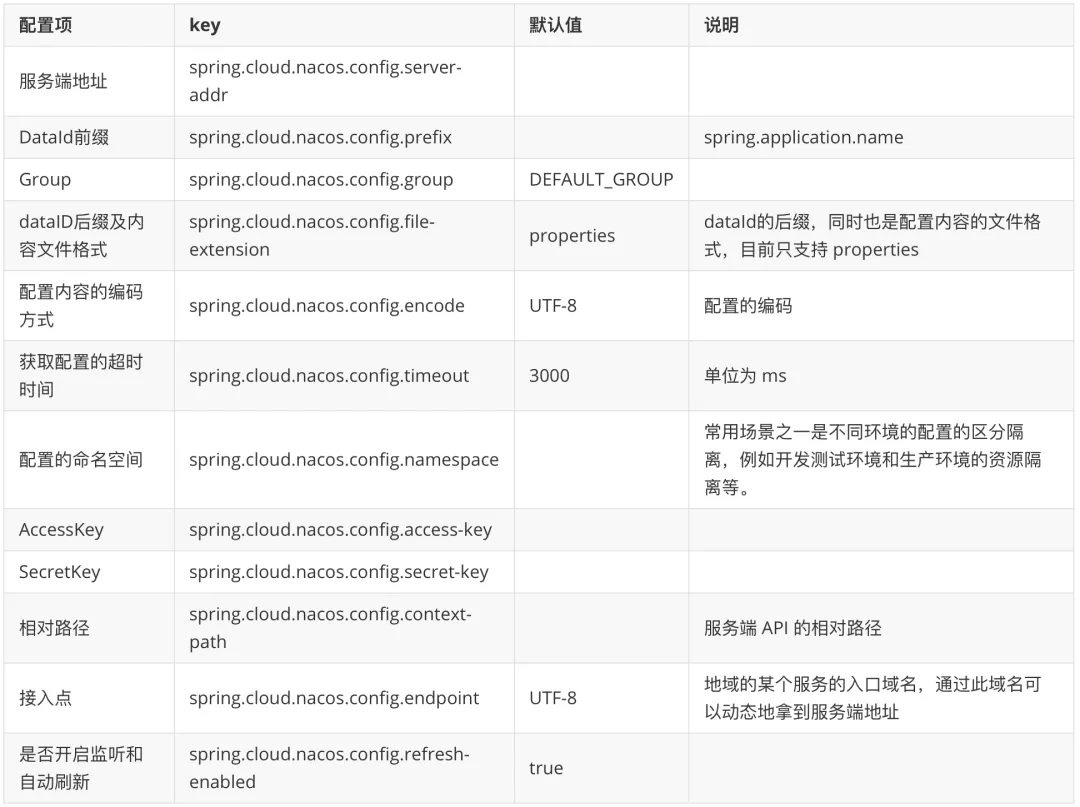 配置项 key 默认值 说明
服务端地址 spring.cloud.nacos.config.server-
addr
DataId前缀 spring.cloud.nacos.config.prefix spring.application.name
Group spring.cloud.nacos.config.group DEFAULT_GROUP
dataID后缀及内
容文件格式
spring.cloud.nacos.config.file-
extension
properties
dataId的后缀，同时也是配置内容的文件格
式，目前只支持 properties
配置内容的编码
方式
spring.cloud.nacos.config.encode
UTF-8
配置的编码
获取配置的超时
时间
spring.cloud.nacos.config.timeout
3000
单位为 ms
配置的命名空间
spring.cloud.nacos.config.namespace
常用场景之一是不同环境的配置的区分隔
离，例如开发测试环境和生产环境的资源隔
离等。
AccessKey spring.cloud.nacos.config.access-key
SecretKey spring.cloud.nacos.config.secret-key
相对路径
spring.cloud.nacos.config.context-
path
服务端 API 的相对路径
接入点
spring.cloud.nacos.config.endpoint
UTF-8
地域的某个服务的入口域名，通过此域名可
以动态地拿到服务端地址
是否开启监听和
自动刷新
spring.cloud.nacos.config.refresh-
enabled
true